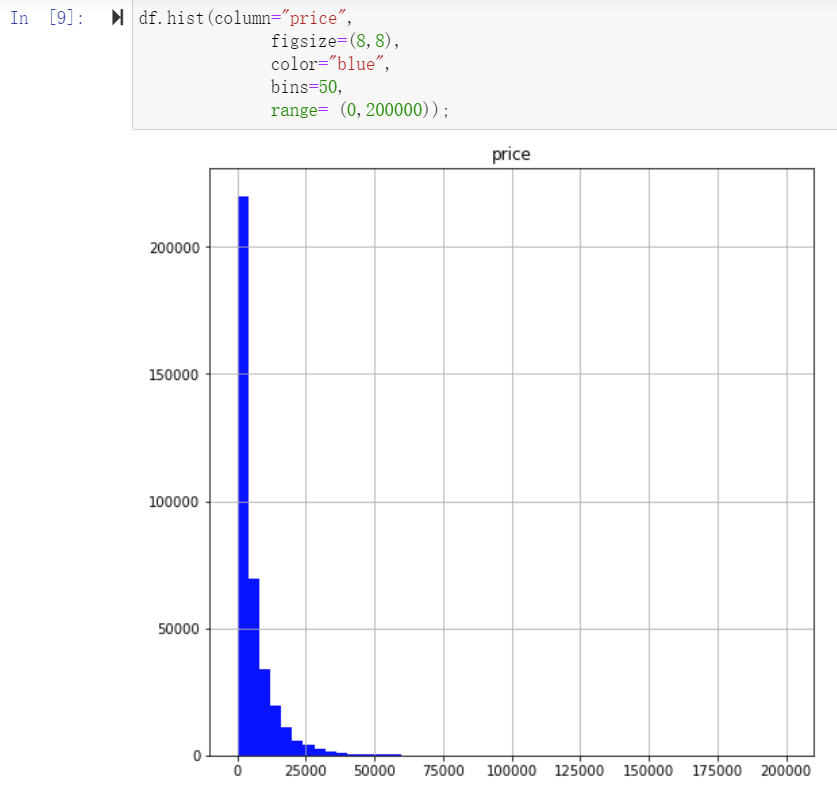 In [9]:
df.hist(column="price",
figsize=(8,8),
color="blue",
bins=50,
range= (0,200000));
price
200000
150000
100000
50000
0
0 25000 50000 75000 100000 125000 150000 175000 200000